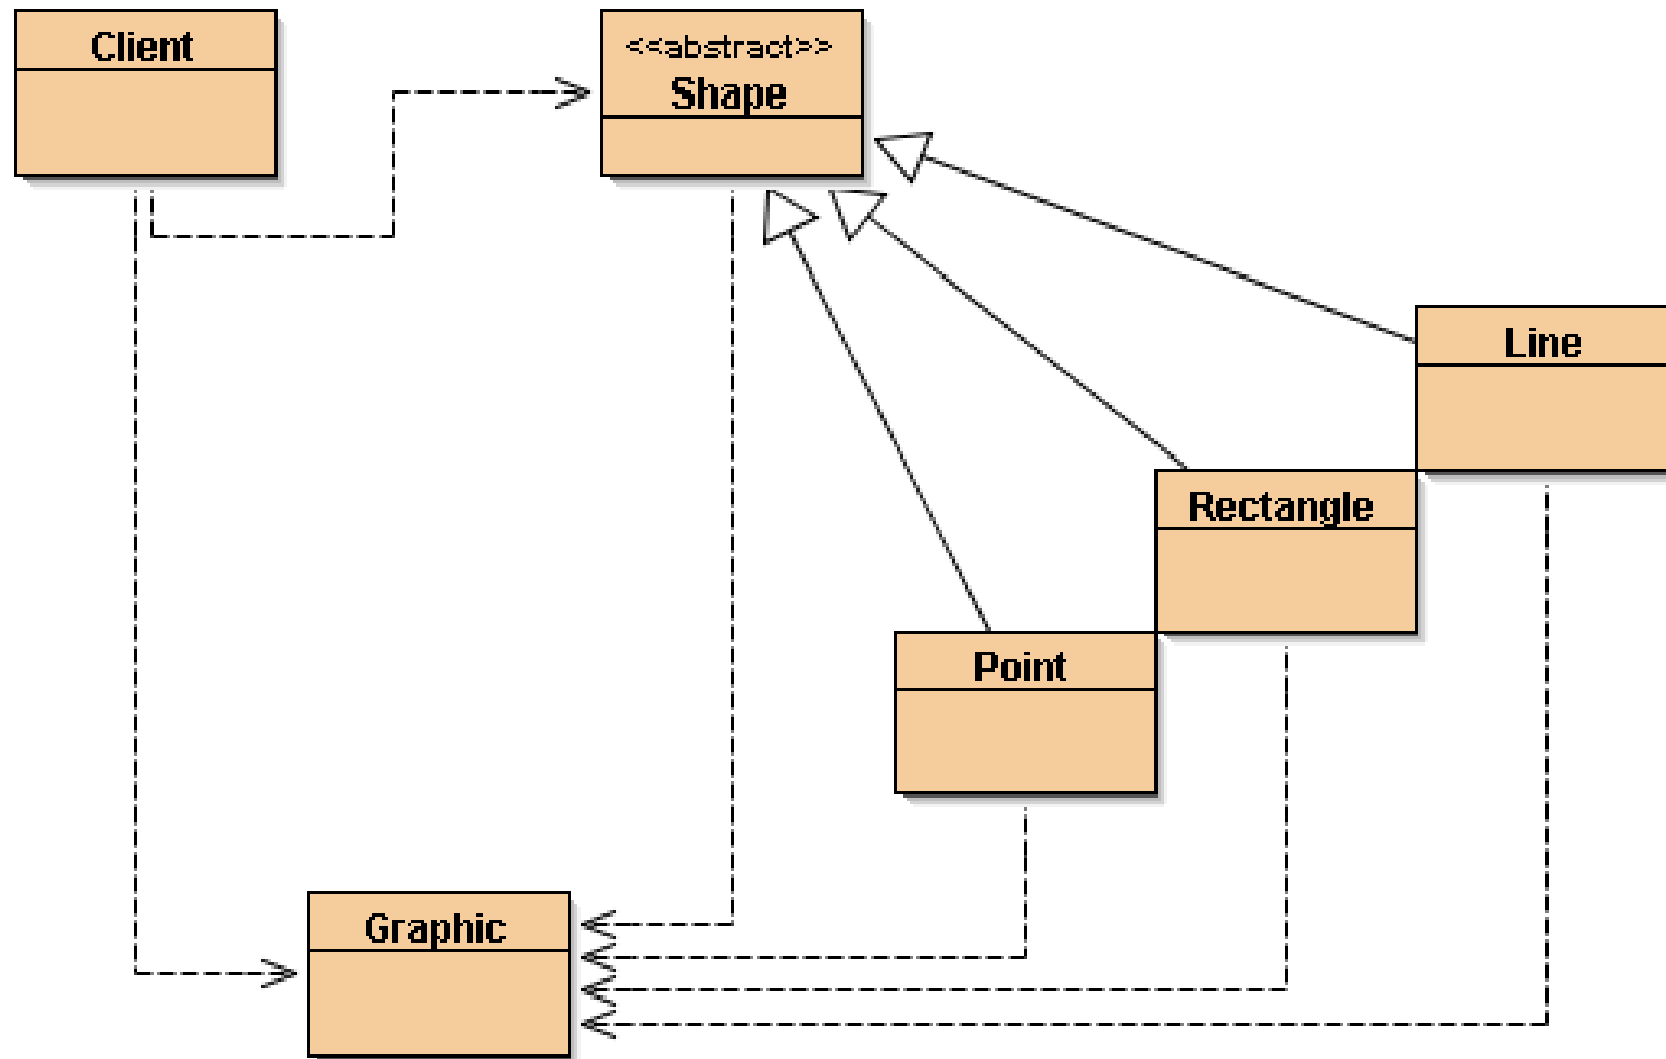 Client
<<abstract>>
Shape
Line
Rectangle
Point
Graphic